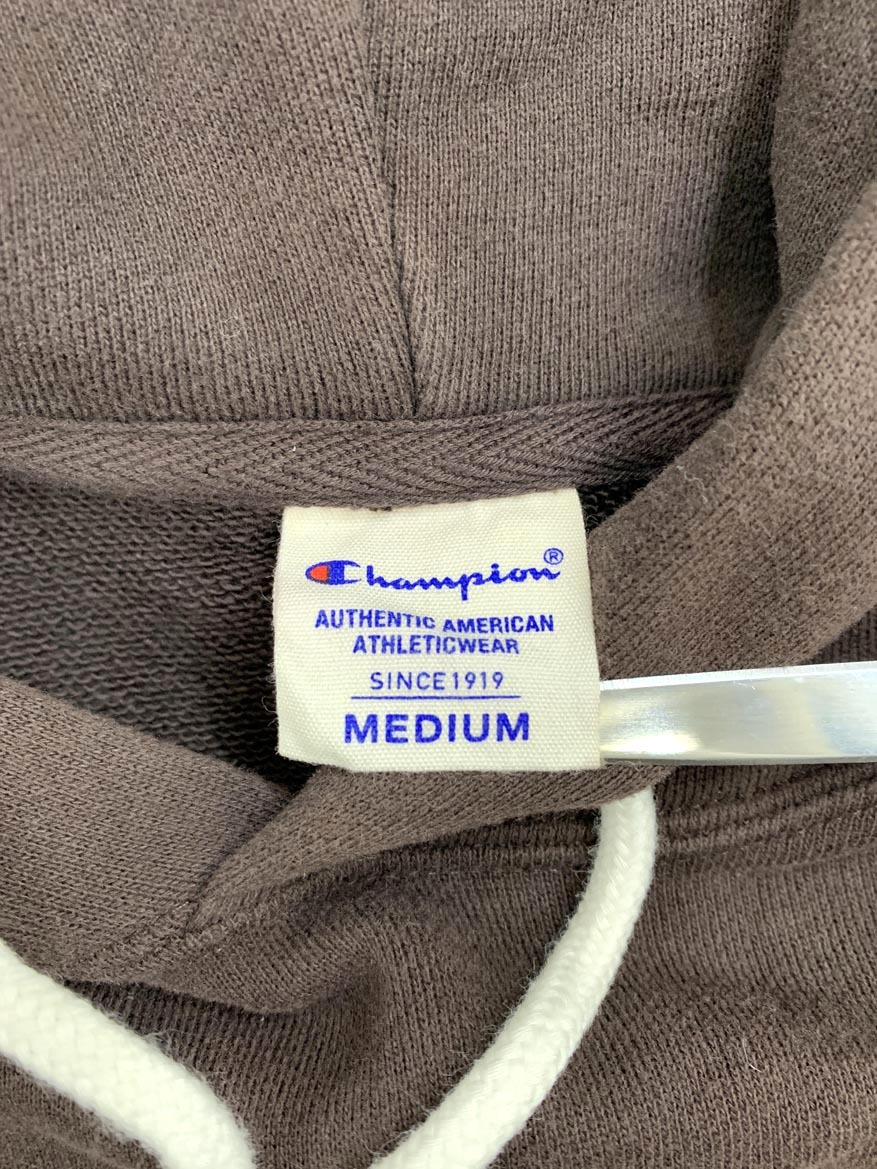 Champion®
AUTHENTIC AMERICAN
ATHLETICWEAR
SINCE 1919
MEDIUM